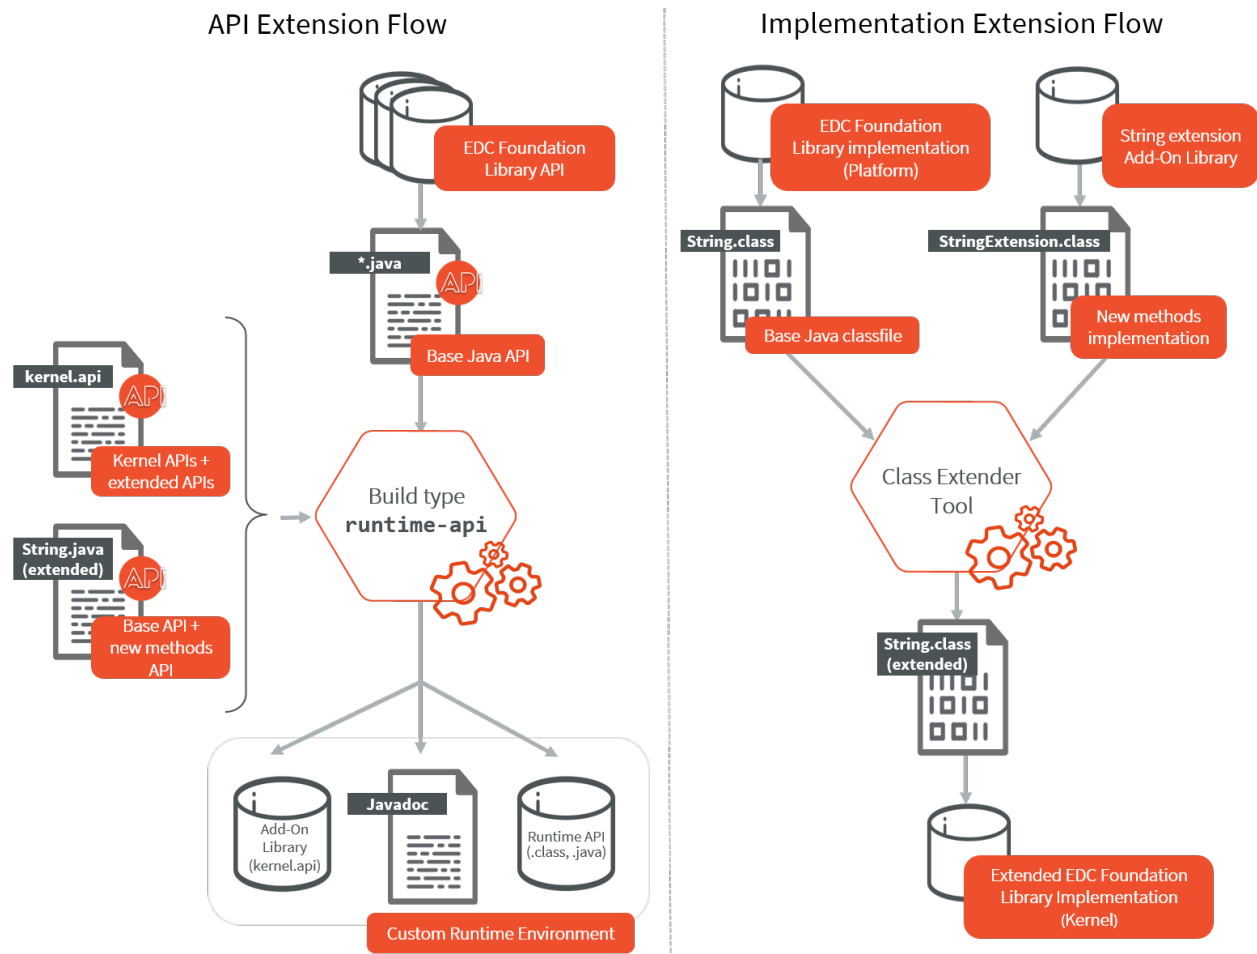 API Extension Flow
EDC Foundation
Library API
*.java
API
Base Java API
kernel.api
API
Kernel APIs +
extended APIs
String.java
(extended)
API
Base API +
new methods
API
Build type
runtime-api
Add-On
Library
(kernel.api)
Javadoc
Runtime API
(.class, .java)
Custom Runtime Environment
Implementation Extension Flow
EDC Foundation
Library implementation
(Platform)
String extension
Add-On Library
String.class
Base Java classfile
StringExtension.class
New methods
implementation
Class Extender
Tool
String.class
(extended)
Extended EDC Foundation
Library Implementation
(Kernel)